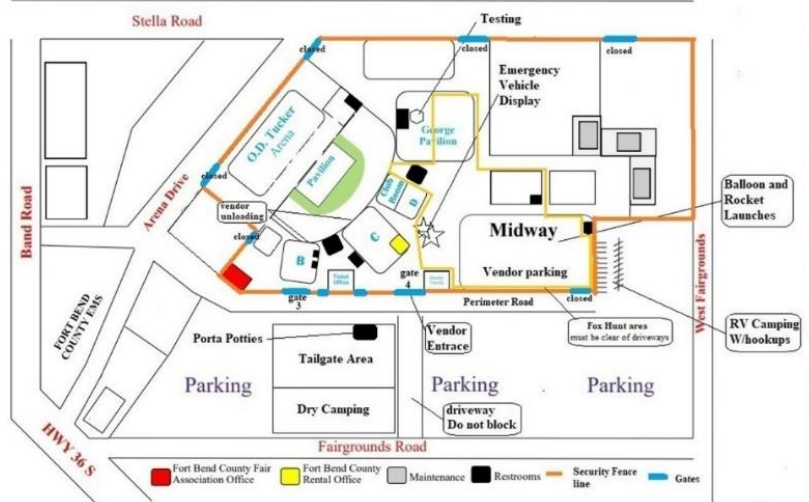 Stella Road
Testing
closed
closed
closed
Emergency
Vehicle
Display
O.D. Tucker
Arena
George
Pavilion
Pavilion
closed
Club
Room
D
Balloon and
Rocket
Launches
Arena Drive
vendor
unloading
Band Road
closed
C
B
Midway
Vendor parking
West Fairgrounds
Ticket
Office
gate
3
gate
4
closed
Perimeter Road
FORT BEND
COUNTY EMS
Porta Potties
Vendor
Entrace
Fox Hunt area
must be clear of driveways
RV Camping
W/hookups
Tailgate Area
Parking
Parking
Parking
Dry Camping
driveway
Do not block
HWY 36 S
Fairgrounds Road
Fort Bend County Fair
Association Office
Fort Bend County
Rental Office
Maintenance
Restrooms
Security Fence
line
Gates